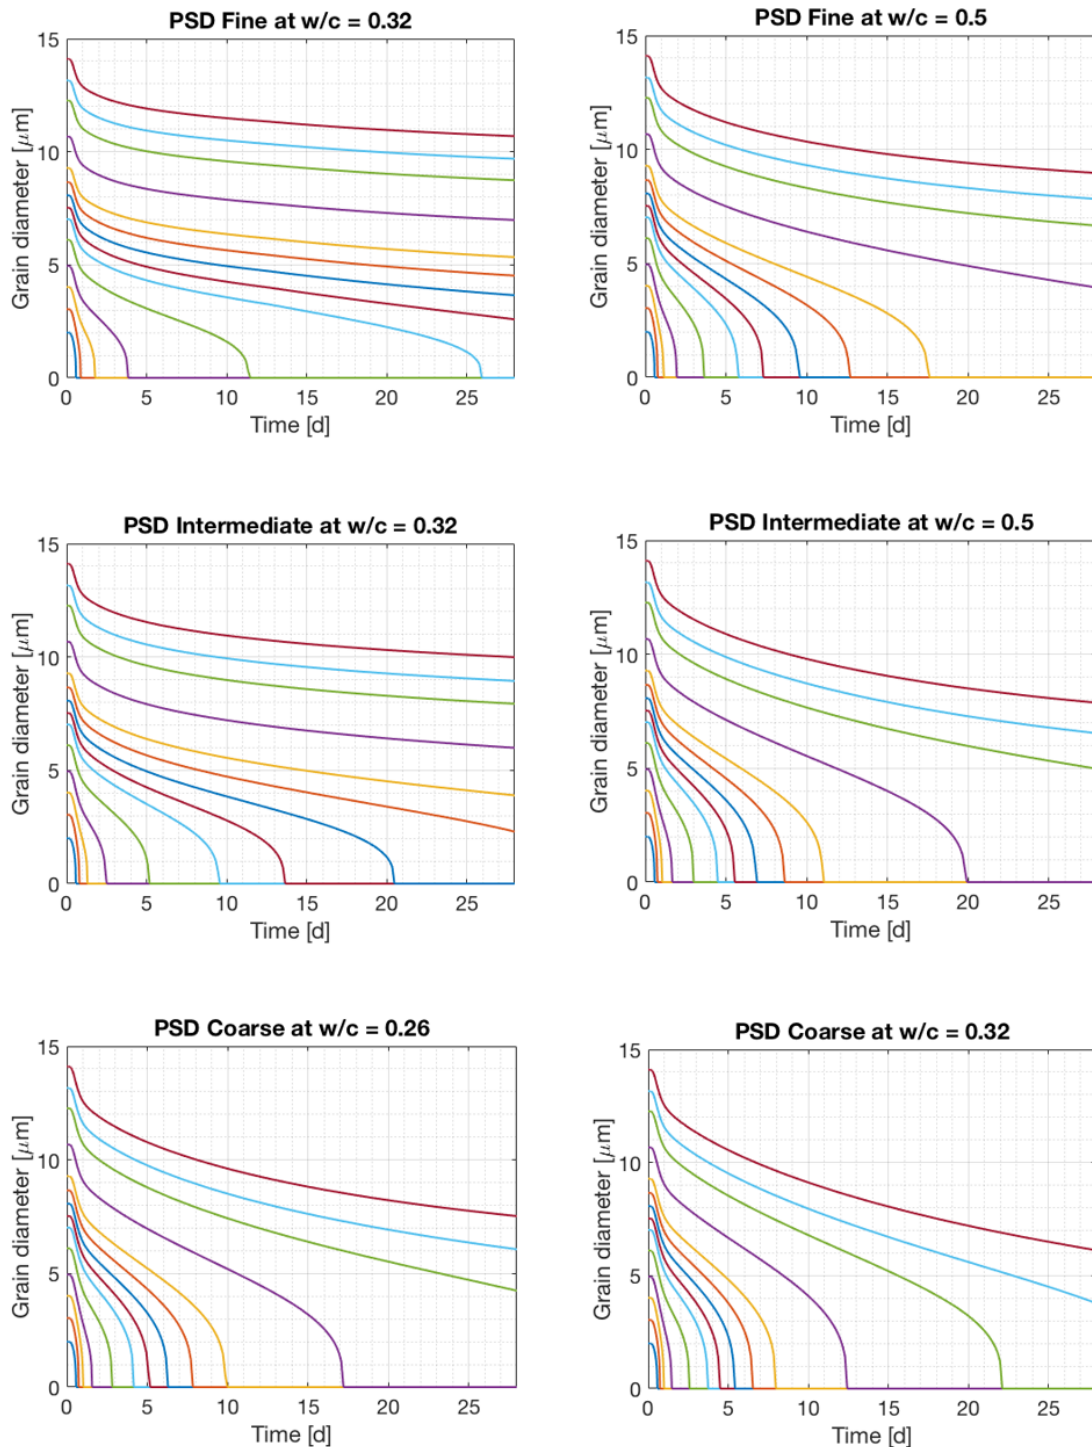 PSD Fine at w/c = 0.32
15
10
5
0
Grain diameter [μm]
0 5 10 15 20 25
Time [d]
PSD Fine at w/c = 0.5
15
10
5
0
Grain diameter [μm]
0 5 10 15 20 25
Time [d]
PSD Intermediate at w/c = 0.32
15
10
5
0
Grain diameter [μm]
0 5 10 15 20 25
Time [d]
PSD Intermediate at w/c = 0.5
15
10
5
0
Grain diameter [μm]
0 5 10 15 20 25
Time [d]
PSD Coarse at w/c = 0.26
15
10
5
0
Grain diameter [μm]
0 5 10 15 20 25
Time [d]
PSD Coarse at w/c = 0.32
15
10
5
0
Grain diameter [μm]
0 5 10 15 20 25
Time [d]